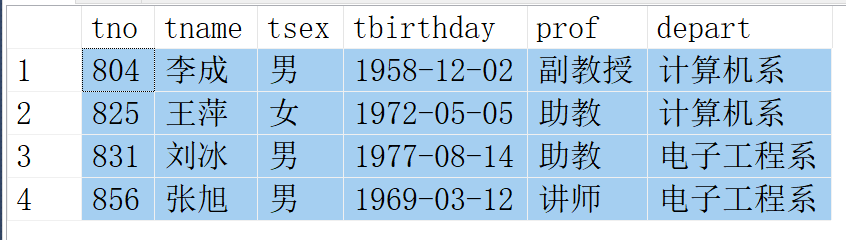 tno tname tsex tbirthday prof depart
1 804 李成 男 1958-12-02 副教授 计算机系
2 825 王萍 女 1972-05-05 助教 计算机系
3 831 刘冰 男 1977-08-14 助教 电子工程系
4 856 张旭 男 1969-03-12 讲师 电子工程系